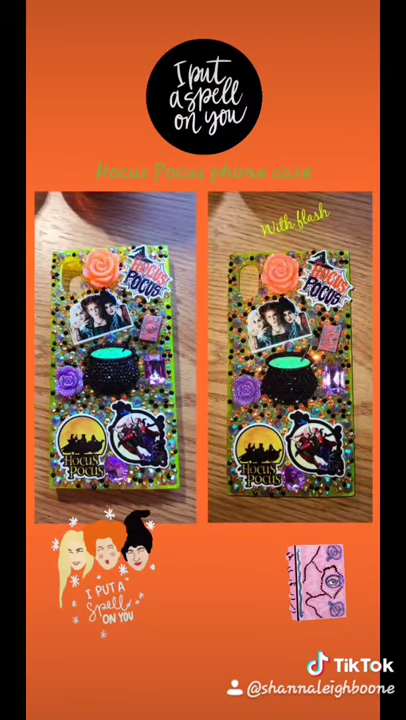 I put
a spell
on you
Hocus Pocus phone case
With flash
HOCUS
POCUS
HOCUS
POCUS
HOCUS
POCUS
HOCUS
POCUS
I PUT A
Spell
ON YOU
TikTok
@shannaleighboone